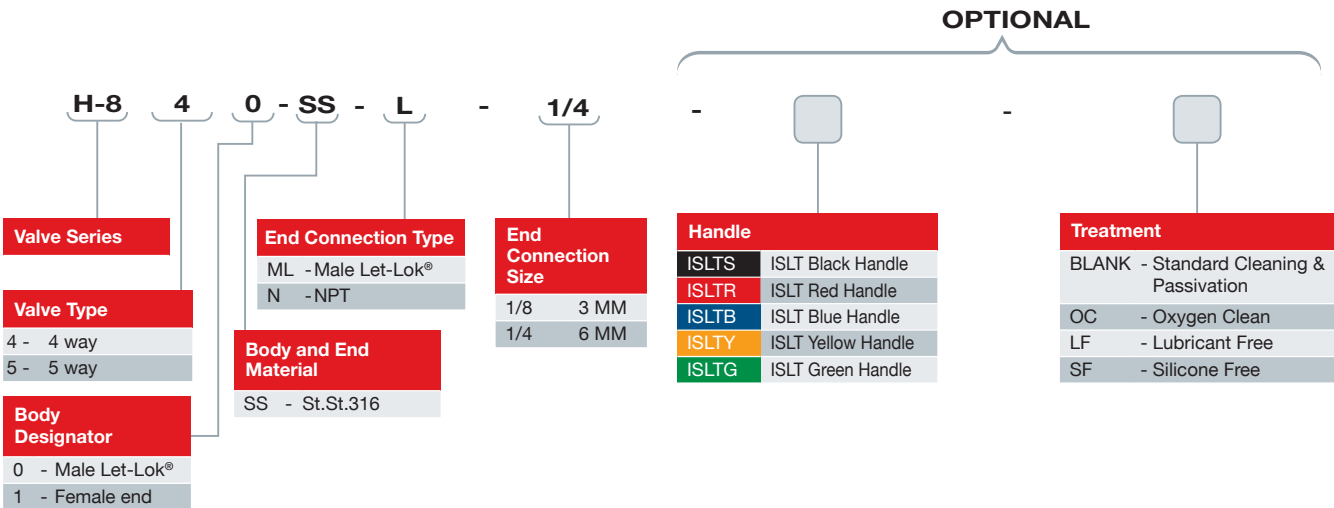 OPTIONAL
H-8 4 0 - SS - L - 1/4 - -
Valve Series
Valve Type
4 - 4 way
5 - 5 way
Body
Designator
0 - Male Let-Lok®
1 - Female end
Body and End
Material
SS - St.St.316
End Connection Type
ML - Male Let-Lok®
N - NPT
End
Connection
Size
1/8 3 MM
1/4 6 MM
Handle
ISLTS ISLT Black Handle
ISLTR ISLT Red Handle
ISLTB ISLT Blue Handle
ISLTY ISLT Yellow Handle
ISLTG ISLT Green Handle
Treatment
BLANK - Standard Cleaning &
Passivation
OC - Oxygen Clean
LF - Lubricant Free
SF - Silicone Free